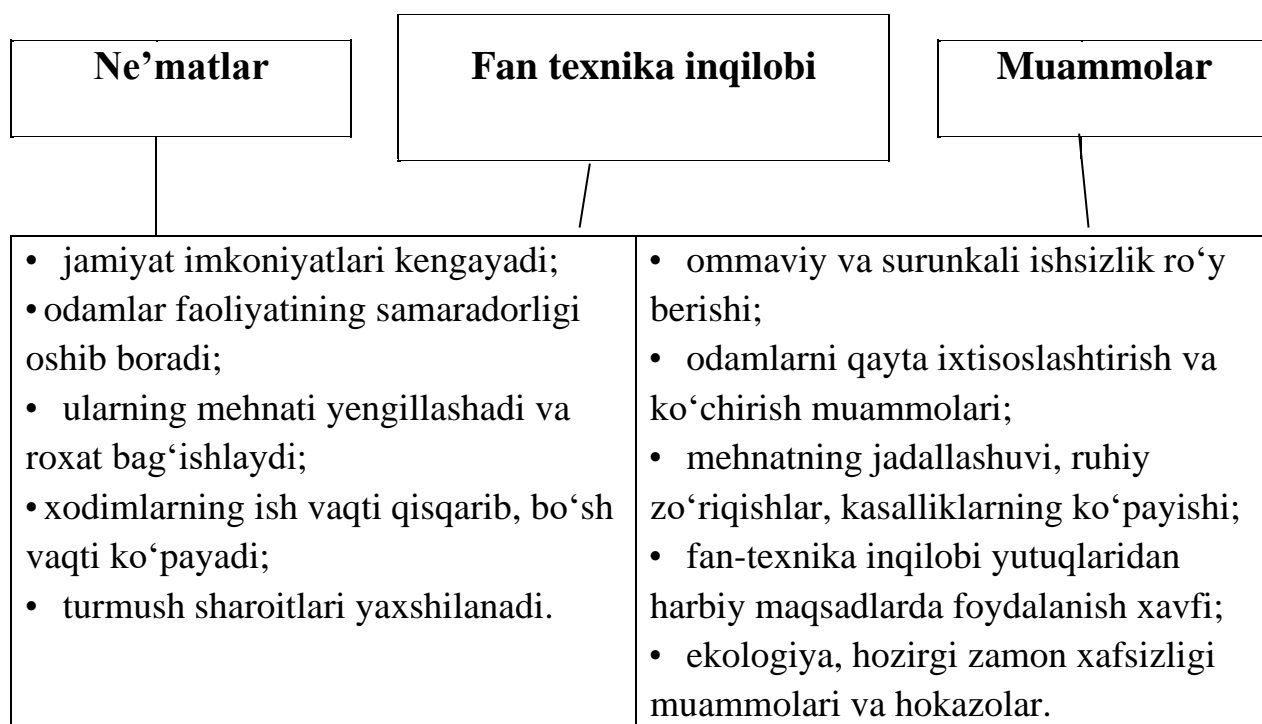 Ne’matlar
Fan texnika inqilobi
Muammolar
• jamiyat imkoniyatlari kengayadi;
• odamlar faoliyatining samaradorligi
oshib boradi;
• ularning mehnati yengillashadi va
roxat bag‘ishlaydi;
• xodimlarning ish vaqti qisqarib, bo‘sh
vaqti ko‘payadi;
• turmush sharoitlari yaxshilanadi.
• ommaviy va surunkali ishsizlik ro‘y
berishi;
• odamlarni qayta ixtisoslashtirish va
ko‘chirish muammolari;
• mehnatning jadallashuvi, ruhiy
zo‘riqishlar, kasalliklarning ko‘payishi;
• fan-texnika inqilobi yutuqlaridan
harbiy maqsadlarda foydalanish xavfi;
• ekologiya, hozirgi zamon xafsizligi
muammolari va hokazolar.